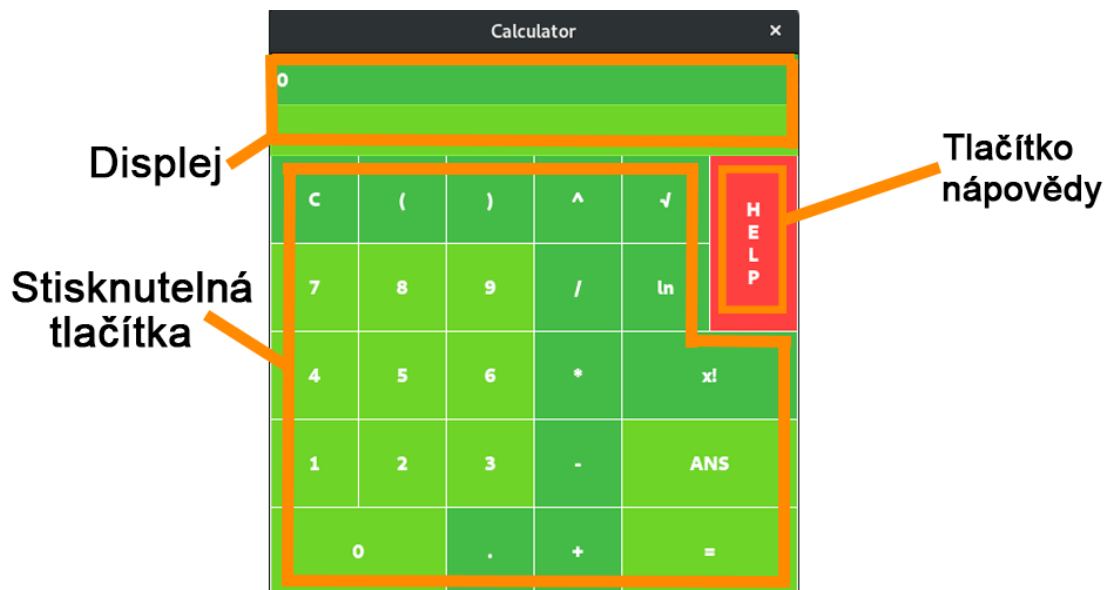 Calculator ×
0
Displej
Tlačítko
nápovědy
C ( ) ^ √
H
E
L
P
7 8 9 / ln
Stisknutelná
tlačítka
4 5 6 * x!
1 2 3 - ANS
0 . + =